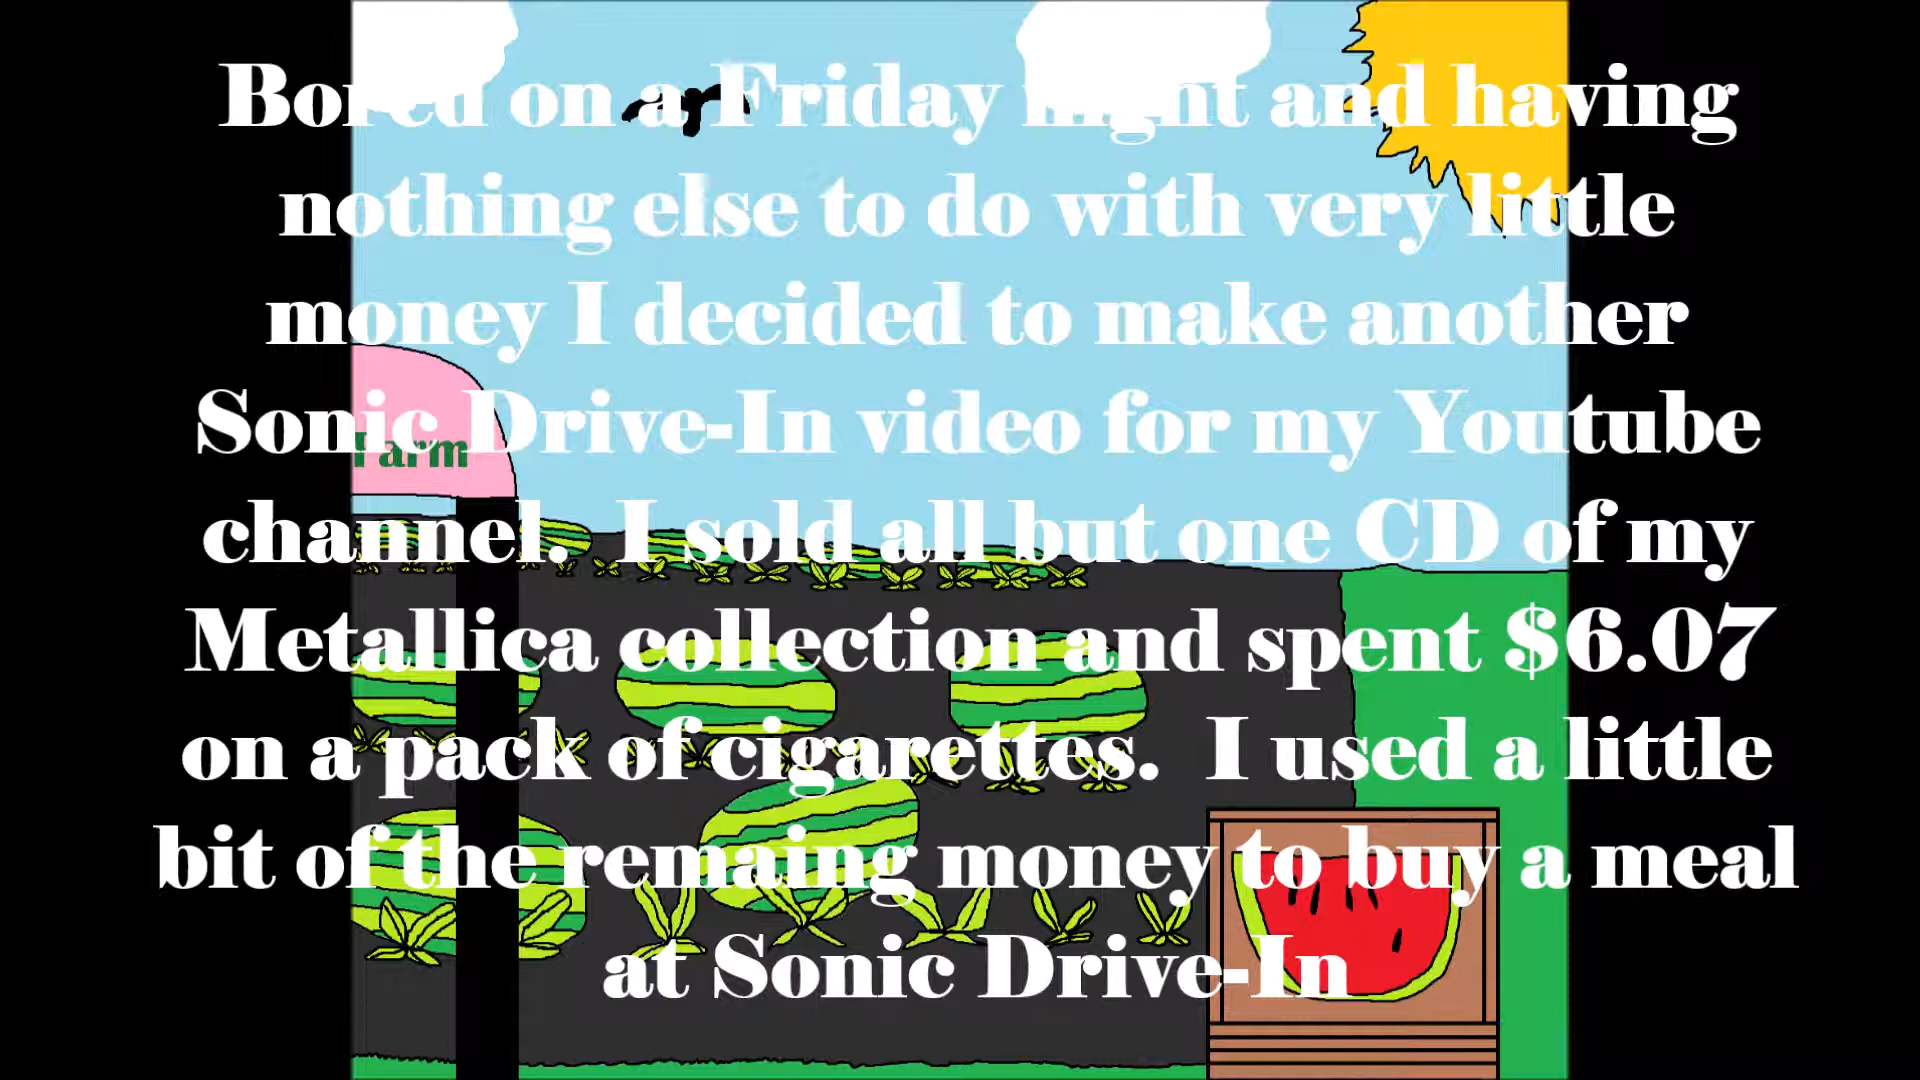 Bored on a Friday night and having
nothing else to do with very little
money I decided to make another
Sonic Drive-In video for my Youtube
Farm
channel.  I sold all but one CD of my
Metallica collection and spent $6.07
on a pack of cigarettes.  I used a little
bit of the remaing money to buy a meal
at Sonic Drive-In